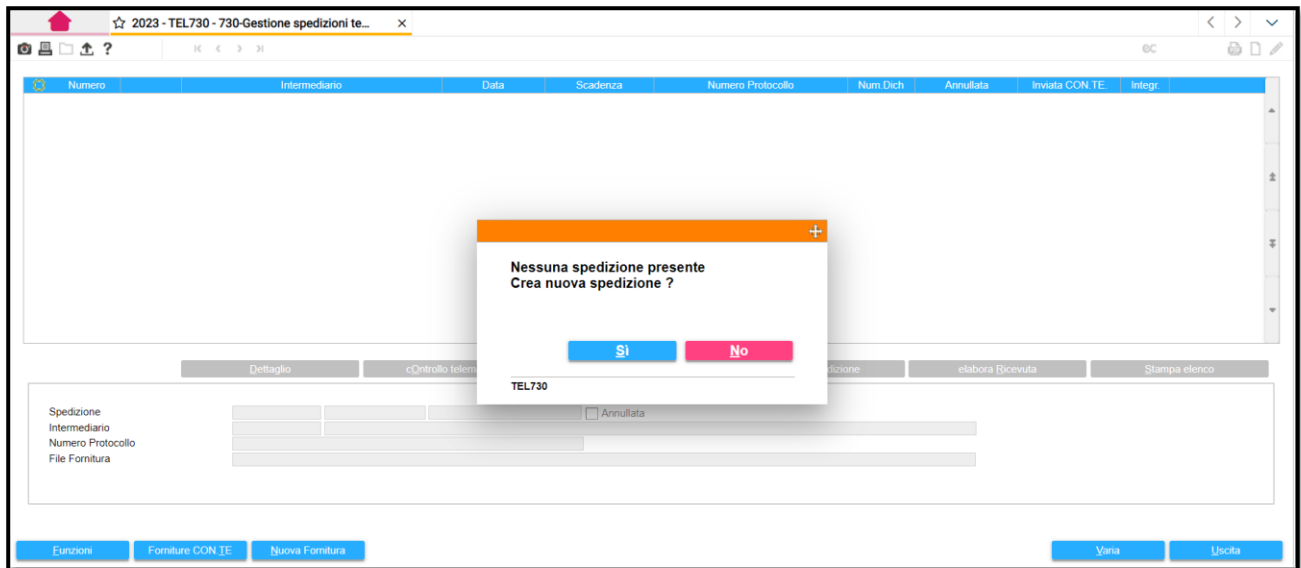 2023 - TEL730 - 730-Gestione spedizioni te...
?
Numero Intermediario Data Scadenza Numero Protocollo Num.Dich Annullata Inviata CON.TE. Integr.
Nessuna spedizione presente
Crea nuova spedizione ?
Sì No
TEL730
Dettaglio cOntrollo telem dizione elabora Ricevuta Stampa elenco
Spedizione Annullata
Intermediario
Numero Protocollo
File Fornitura
Funzioni Forniture CON.TE Nuova Fornitura Varia Uscita